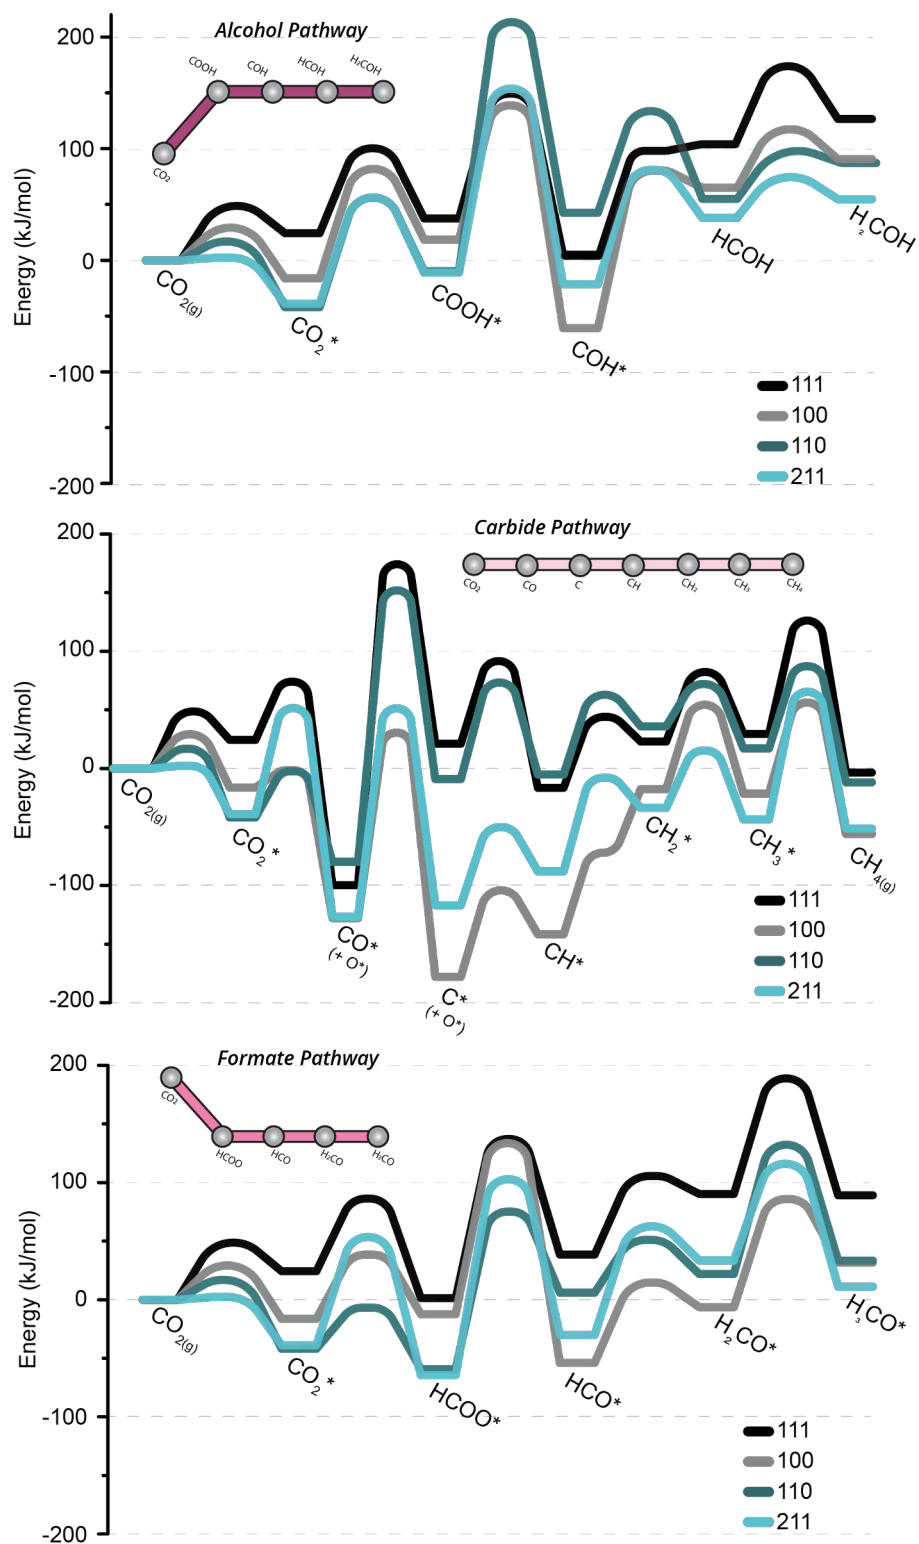 Alcohol Pathway
Energy (kJ/mol)
200
100
0
-100
-200
COOH
COH
HCOH
H₂COH
CO₂
CO₂(g)
CO₂*
COOH*
COH*
HCOH
H₂COH
111
100
110
211
Carbide Pathway
Energy (kJ/mol)
200
100
0
-100
-200
CO₂
CO
C
CH
CH₂
CH₃
CH₄
CO₂(g)
CO₂*
CO*
(+ O*)
C*
(+ O*)
CH*
CH₂*
CH₃*
CH₄(g)
111
100
110
211
Formate Pathway
Energy (kJ/mol)
200
100
0
-100
-200
CO₂
HCOO
HCO
H₂CO
H₃CO
CO₂(g)
CO₂*
HCOO*
HCO*
H₂CO*
H₃CO*
111
100
110
211